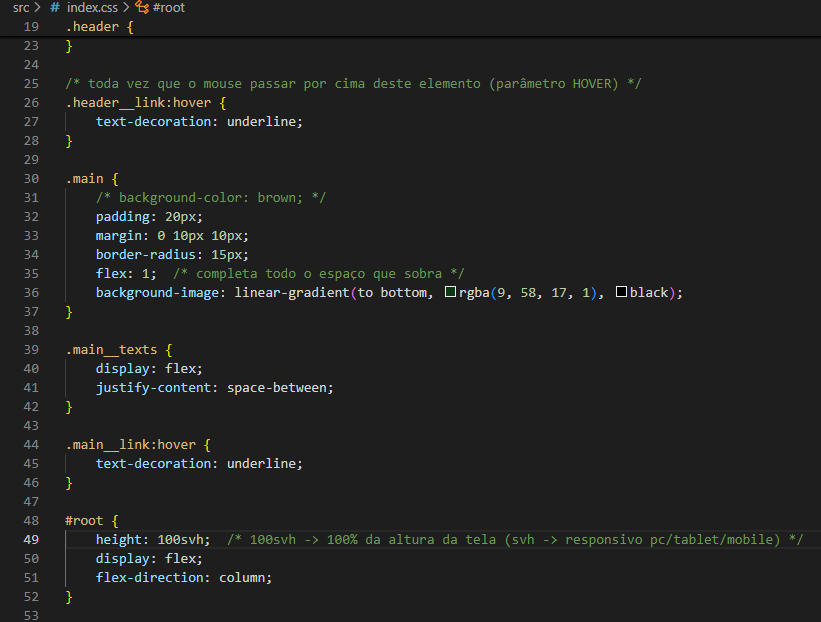 src > # index.css > #root
19 .header {
23 }
24
25 /* toda vez que o mouse passar por cima deste elemento (parâmetro HOVER) */
26 .header__link:hover {
27 text-decoration: underline;
28 }
29
30 .main {
31 /* background-color: brown; */
32 padding: 20px;
33 margin: 0 10px 10px;
34 border-radius: 15px;
35 flex: 1;  /* completa todo o espaço que sobra */
36 background-image: linear-gradient(to bottom, rgba(9, 58, 17, 1), black);
37 }
38
39 .main__texts {
40 display: flex;
41 justify-content: space-between;
42 }
43
44 .main__link:hover {
45 text-decoration: underline;
46 }
47
48 #root {
49 height: 100svh;  /* 100svh -> 100% da altura da tela (svh -> responsivo pc/tablet/mobile) */
50 display: flex;
51 flex-direction: column;
52 }
53